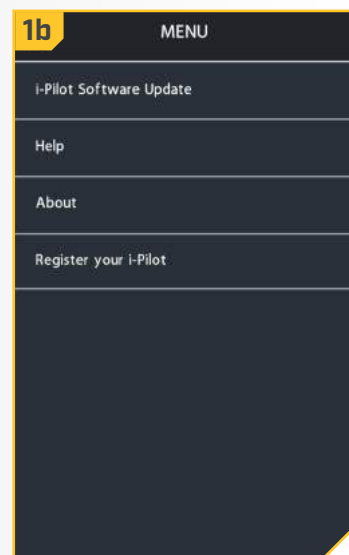 1b
MENU
i-Pilot Software Update
Help
About
Register your i-Pilot